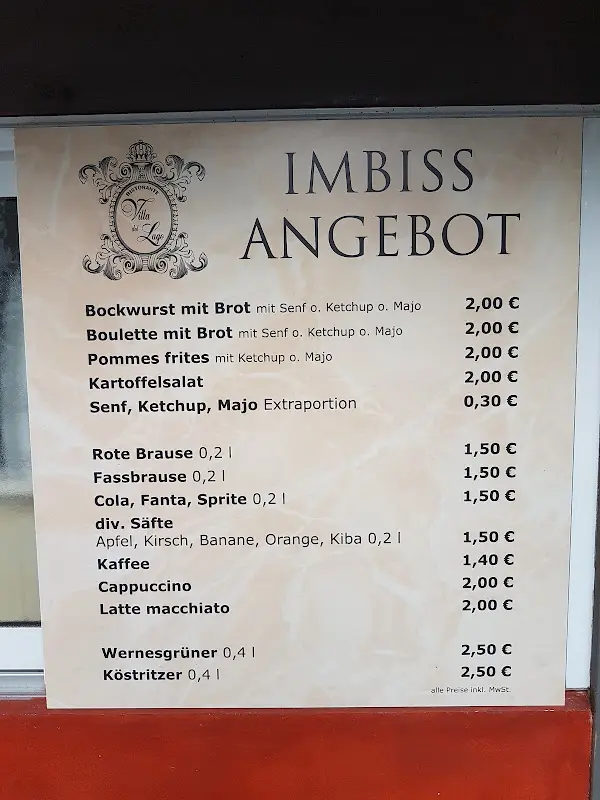 RISTORANTE
Villa
del
Lago
IMBISS
ANGEBOT
Bockwurst mit Brot mit Senf o. Ketchup o. Majo 2,00 €
Boulette mit Brot mit Senf o. Ketchup o. Majo 2,00 €
Pommes frites mit Ketchup o. Majo 2,00 €
Kartoffelsalat 2,00 €
Senf, Ketchup, Majo Extraportion 0,30 €
Rote Brause 0,2 l 1,50 €
Fassbrause 0,2 l 1,50 €
Cola, Fanta, Sprite 0,2 l 1,50 €
div. Säfte
Apfel, Kirsch, Banane, Orange, Kiba 0,2 l 1,50 €
Kaffee 1,40 €
Cappuccino 2,00 €
Latte macchiato 2,00 €
Wernesgrüner 0,4 l 2,50 €
Köstritzer 0,4 l 2,50 €
alle Preise inkl. MwSt.